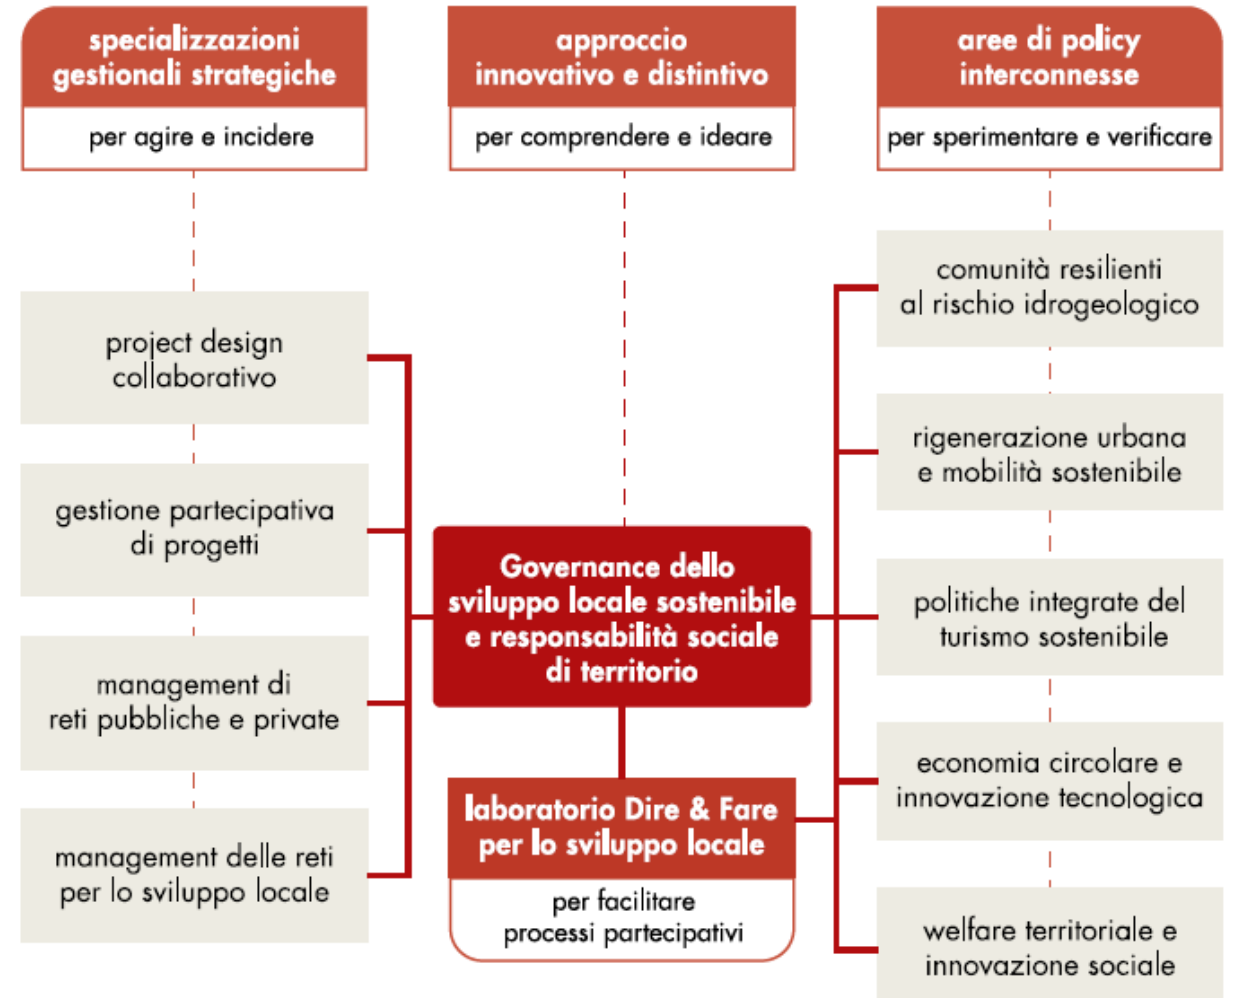 specializzazioni
gestionali strategiche
per agire e incidere
project design
collaborativo
gestione partecipativa
di progetti
management di
reti pubbliche e private
management delle reti
per lo sviluppo locale
approccio
innovativo e distintivo
per comprendere e ideare
Governance dello
sviluppo locale sostenibile
e responsabilità sociale
di territorio
laboratorio Dire & Fare
per lo sviluppo locale
per facilitare
processi partecipativi
aree di policy
interconnesse
per sperimentare e verificare
comunità resilienti
al rischio idrogeologico
rigenerazione urbana
e mobilità sostenibile
politiche integrate del
turismo sostenibile
economia circolare e
innovazione tecnologica
welfare territoriale e
innovazione sociale